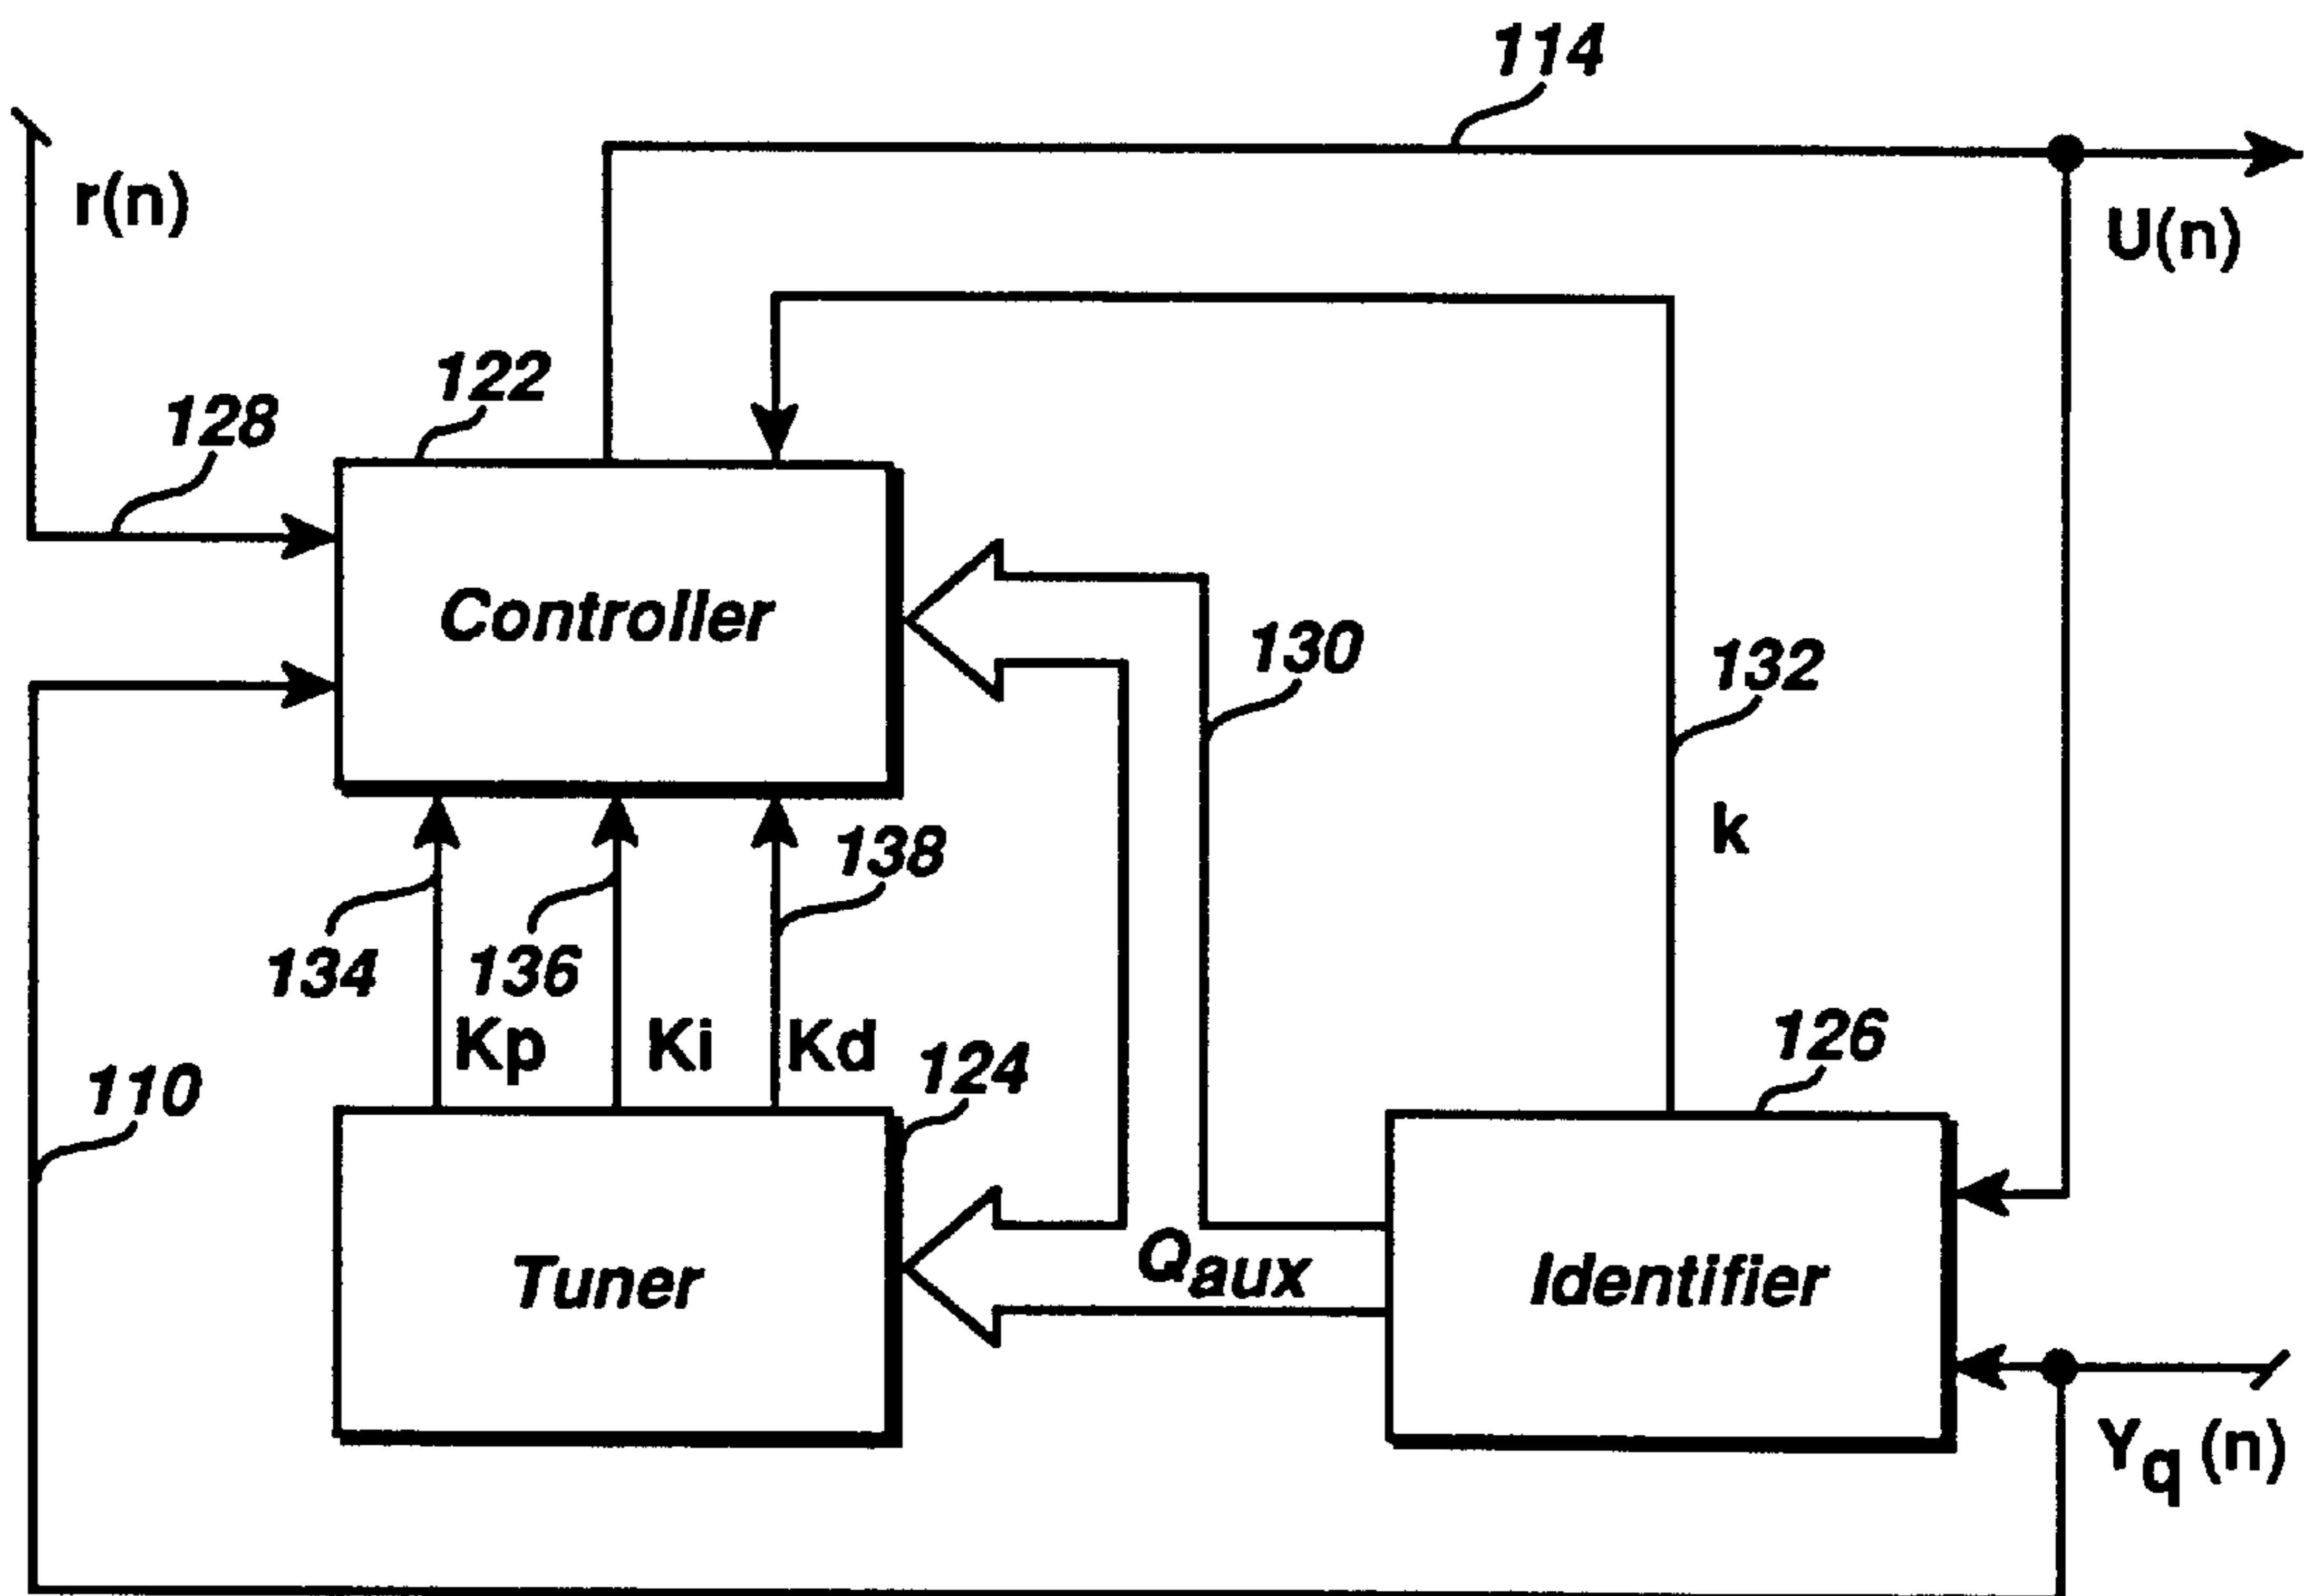 114
r(n)
U(n)
122
128
Controller
130
132
k
138
134
136
Kp
Ki
Kd
124
126
110
Qaux
Tuner
Identifier
Yq (n)